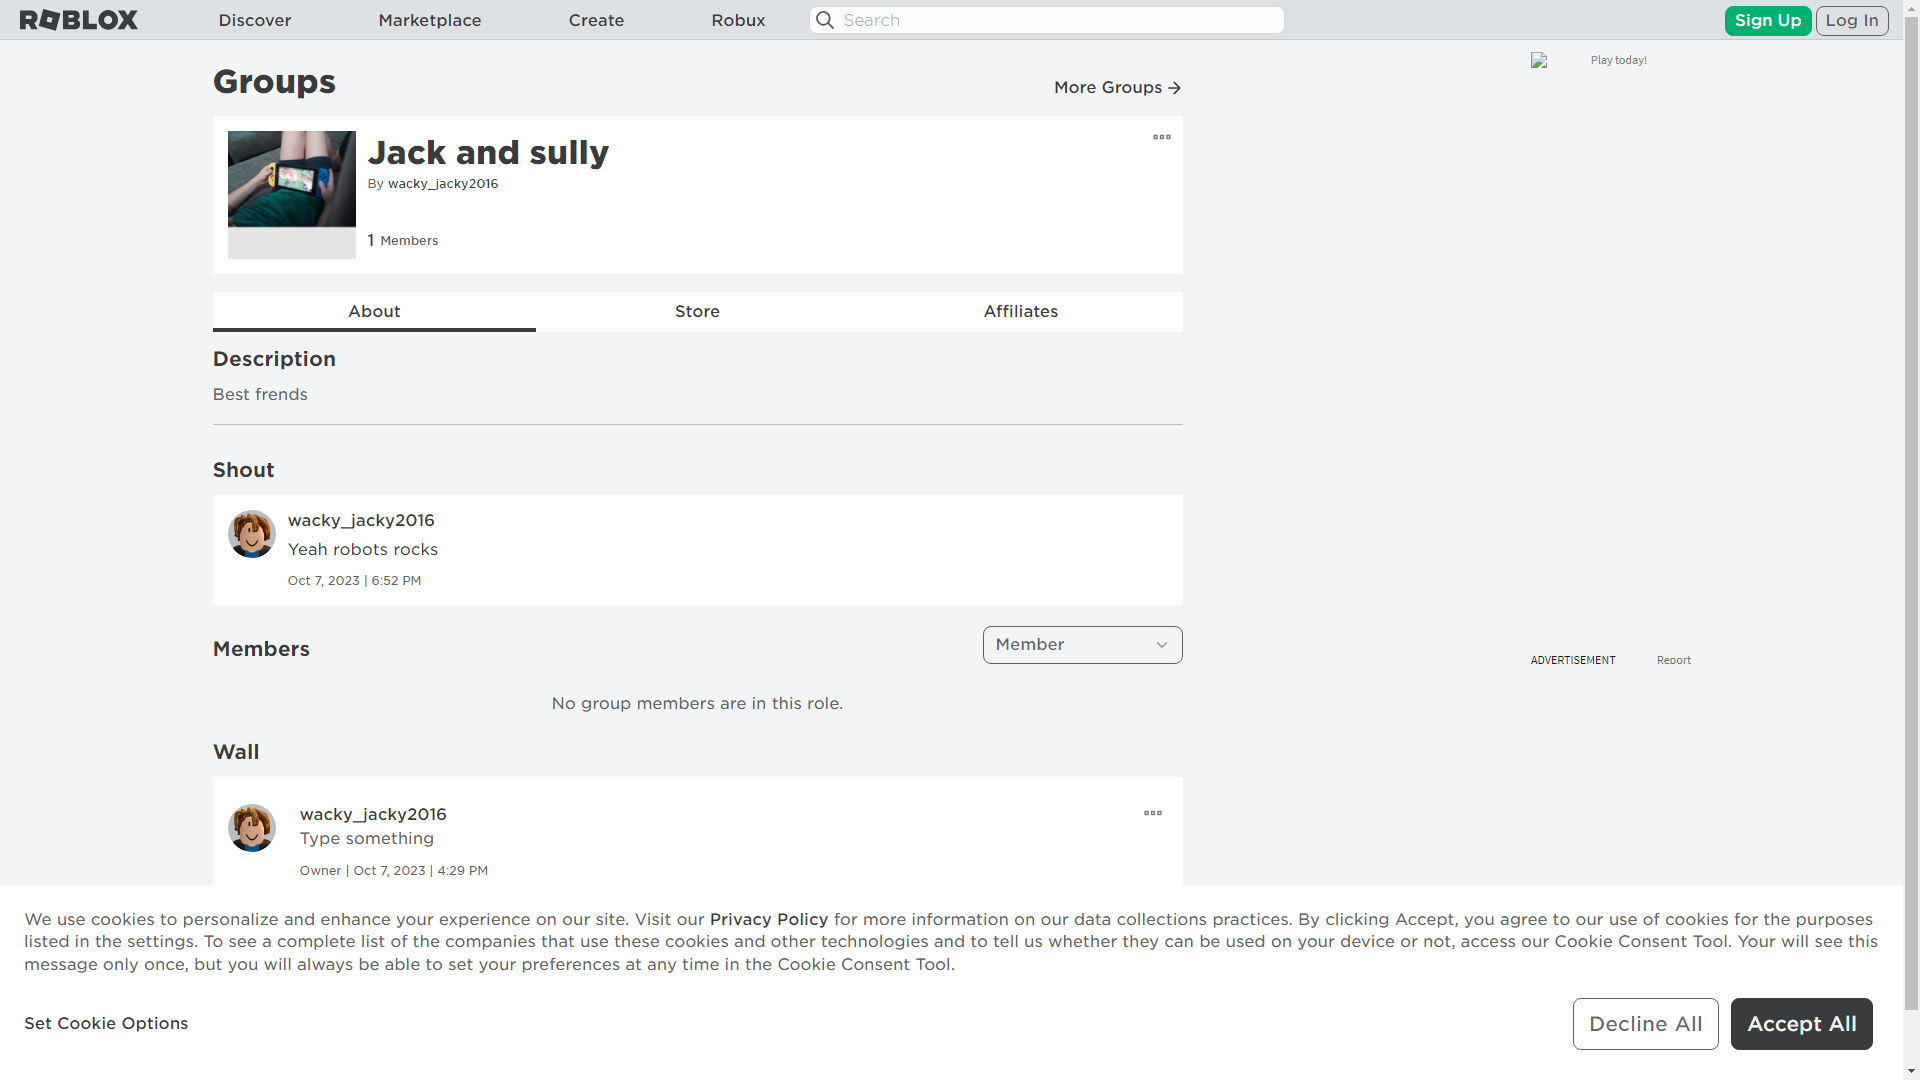 ROBLOX
Discover
Marketplace
Create
Robux
Search
Sign Up
Log In
Play today!
Groups
More Groups
Jack and sully
By wacky_jacky2016
1 Members
About
Store
Affiliates
Description
Best frends
Shout
wacky_jacky2016
Yeah robots rocks
Oct 7, 2023 | 6:52 PM
Members
Member
ADVERTISEMENT
Report
No group members are in this role.
Wall
wacky_jacky2016
Type something
Owner | Oct 7, 2023 | 4:29 PM
We use cookies to personalize and enhance your experience on our site. Visit our Privacy Policy for more information on our data collections practices. By clicking Accept, you agree to our use of cookies for the purposes
listed in the settings. To see a complete list of the companies that use these cookies and other technologies and to tell us whether they can be used on your device or not, access our Cookie Consent Tool. Your will see this
message only once, but you will always be able to set your preferences at any time in the Cookie Consent Tool.
Set Cookie Options
Decline All
Accept All